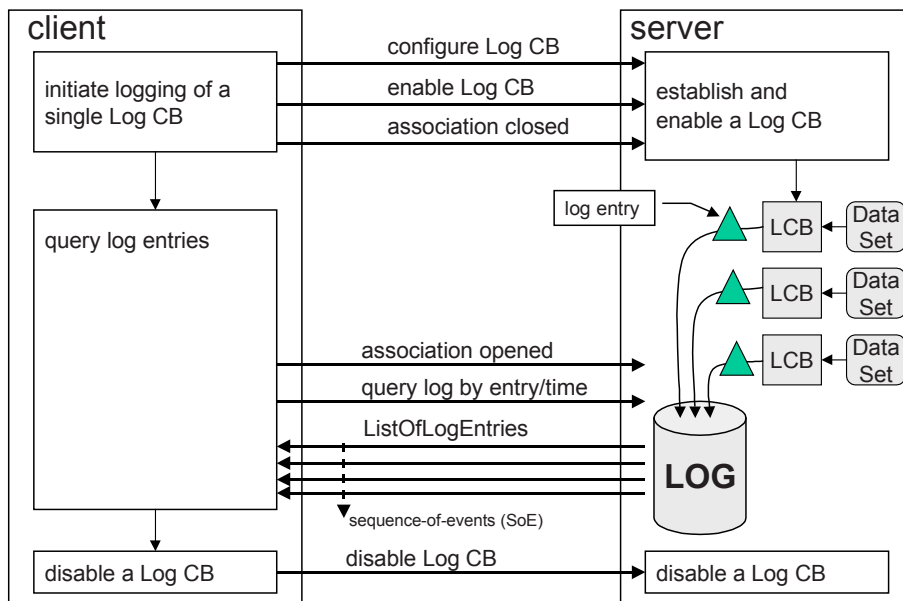 client
server
configure Log CB
initiate logging of a
single Log CB
enable Log CB
establish and
enable a Log CB
association closed
log entry
LCB
Data
Set
query log entries
LCB
Data
Set
LCB
Data
Set
association opened
query log by entry/time
ListOfLogEntries
LOG
sequence-of-events (SoE)
disable a Log CB
disable Log CB
disable a Log CB